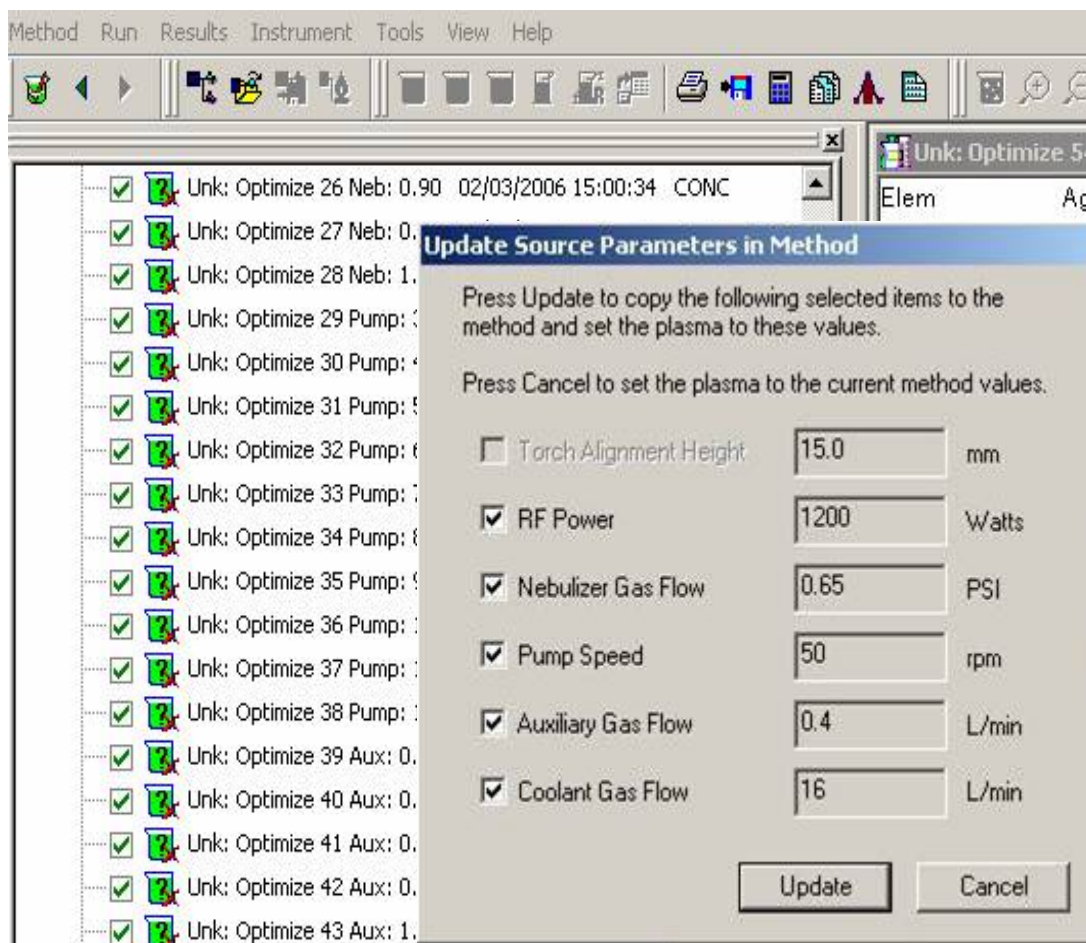 Method Run Results Instrument Tools View Help
Unk: Optimize 26 Neb: 0.90 02/03/2006 15:00:34 CONC
Unk: Optimize 27 Neb: 0.
Unk: Optimize 28 Neb: 1.
Unk: Optimize 29 Pump:
Unk: Optimize 30 Pump:
Unk: Optimize 31 Pump:
Unk: Optimize 32 Pump:
Unk: Optimize 33 Pump:
Unk: Optimize 34 Pump:
Unk: Optimize 35 Pump:
Unk: Optimize 36 Pump:
Unk: Optimize 37 Pump:
Unk: Optimize 38 Pump:
Unk: Optimize 39 Aux: 0.
Unk: Optimize 40 Aux: 0.
Unk: Optimize 41 Aux: 0.
Unk: Optimize 42 Aux: 0.
Unk: Optimize 43 Aux: 1.
Unk: Optimize 5
Elem Ag
Update Source Parameters in Method
Press Update to copy the following selected items to the
method and set the plasma to these values.
Press Cancel to set the plasma to the current method values.
Torch Alignment Height 15.0 mm
RF Power 1200 Watts
Nebulizer Gas Flow 0.65 PSI
Pump Speed 50 rpm
Auxiliary Gas Flow 0.4 L/min
Coolant Gas Flow 16 L/min
Update Cancel